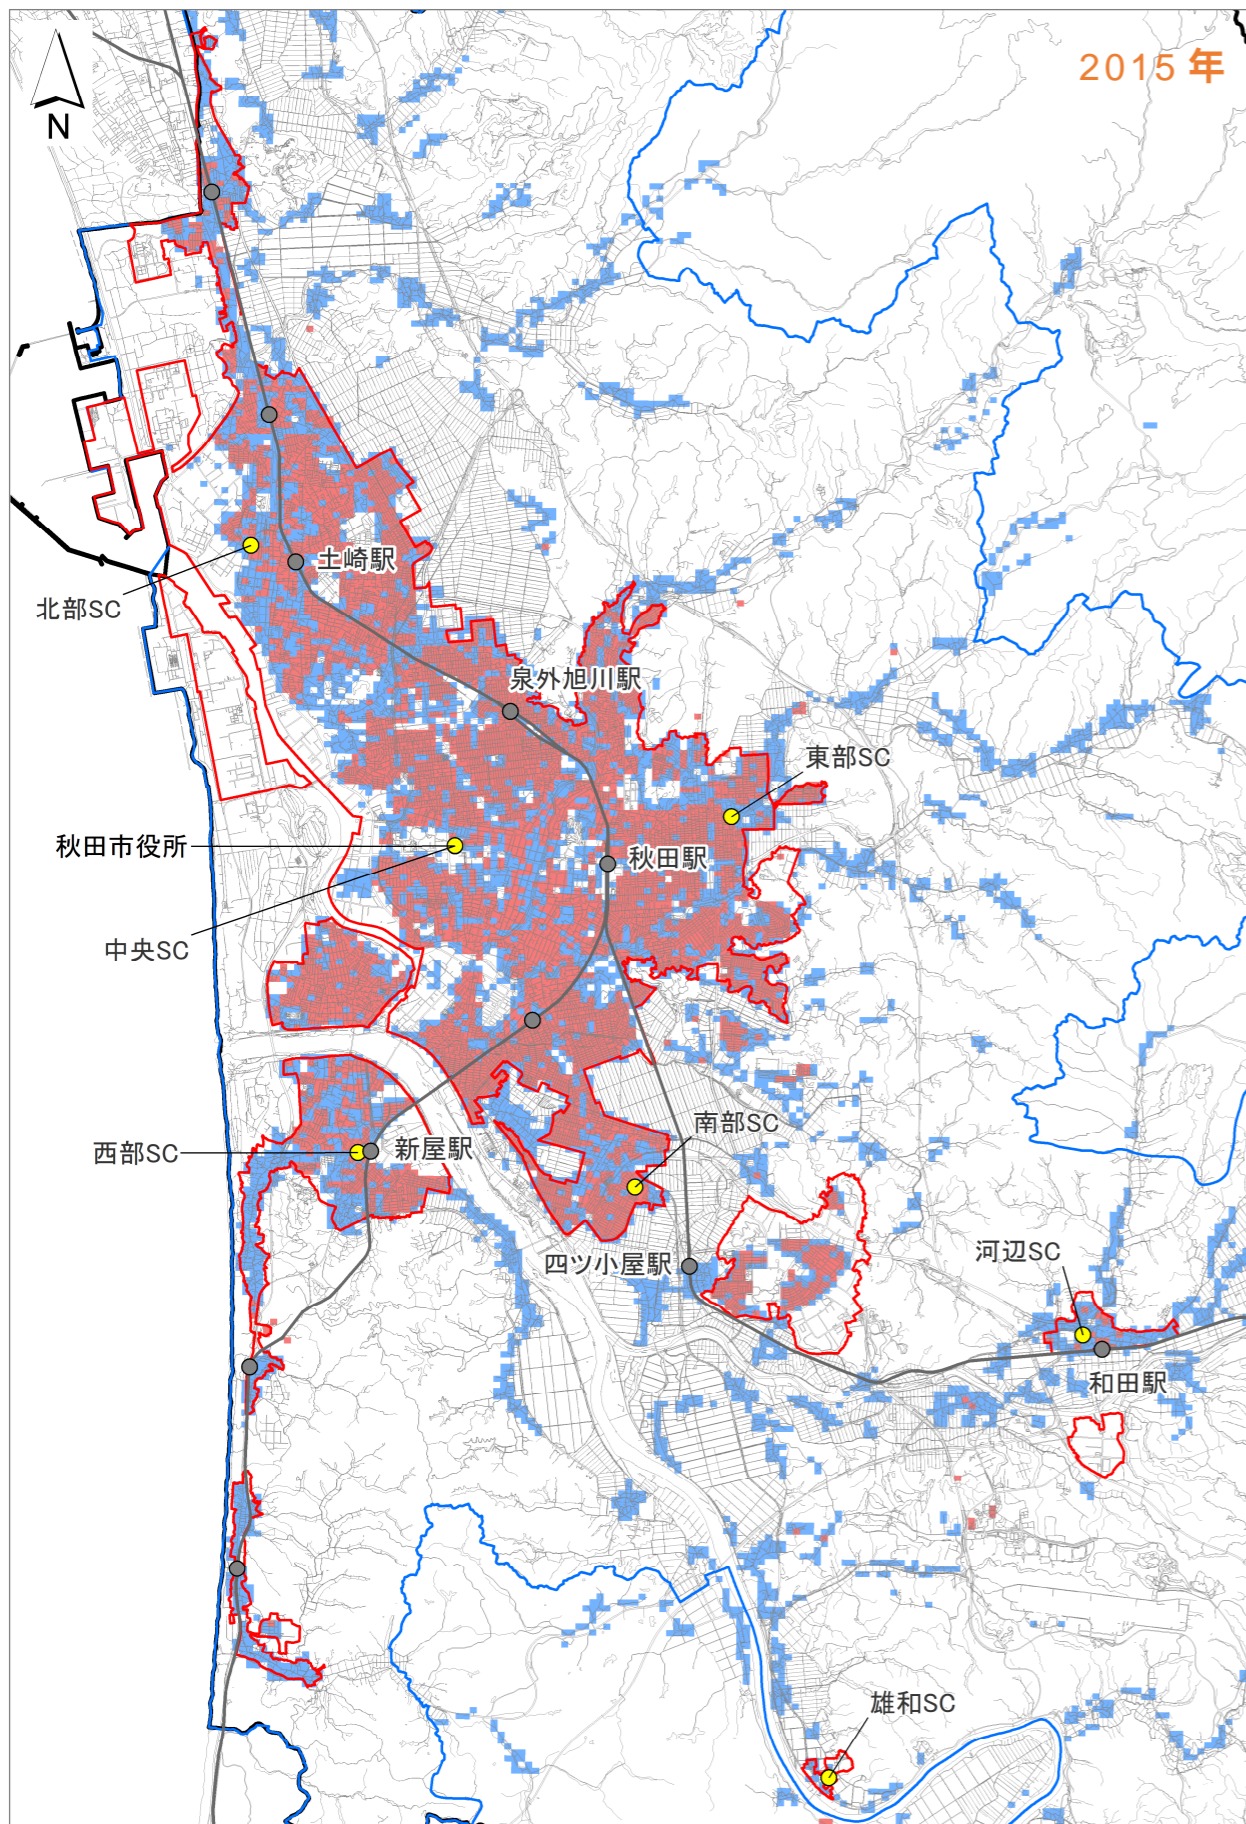 2015 年
N
土崎駅
北部SC
泉外旭川駅
東部SC
秋田市役所
秋田駅
中央SC
南部SC
西部SC
新屋駅
河辺SC
四ツ小屋駅
和田駅
雄和SC